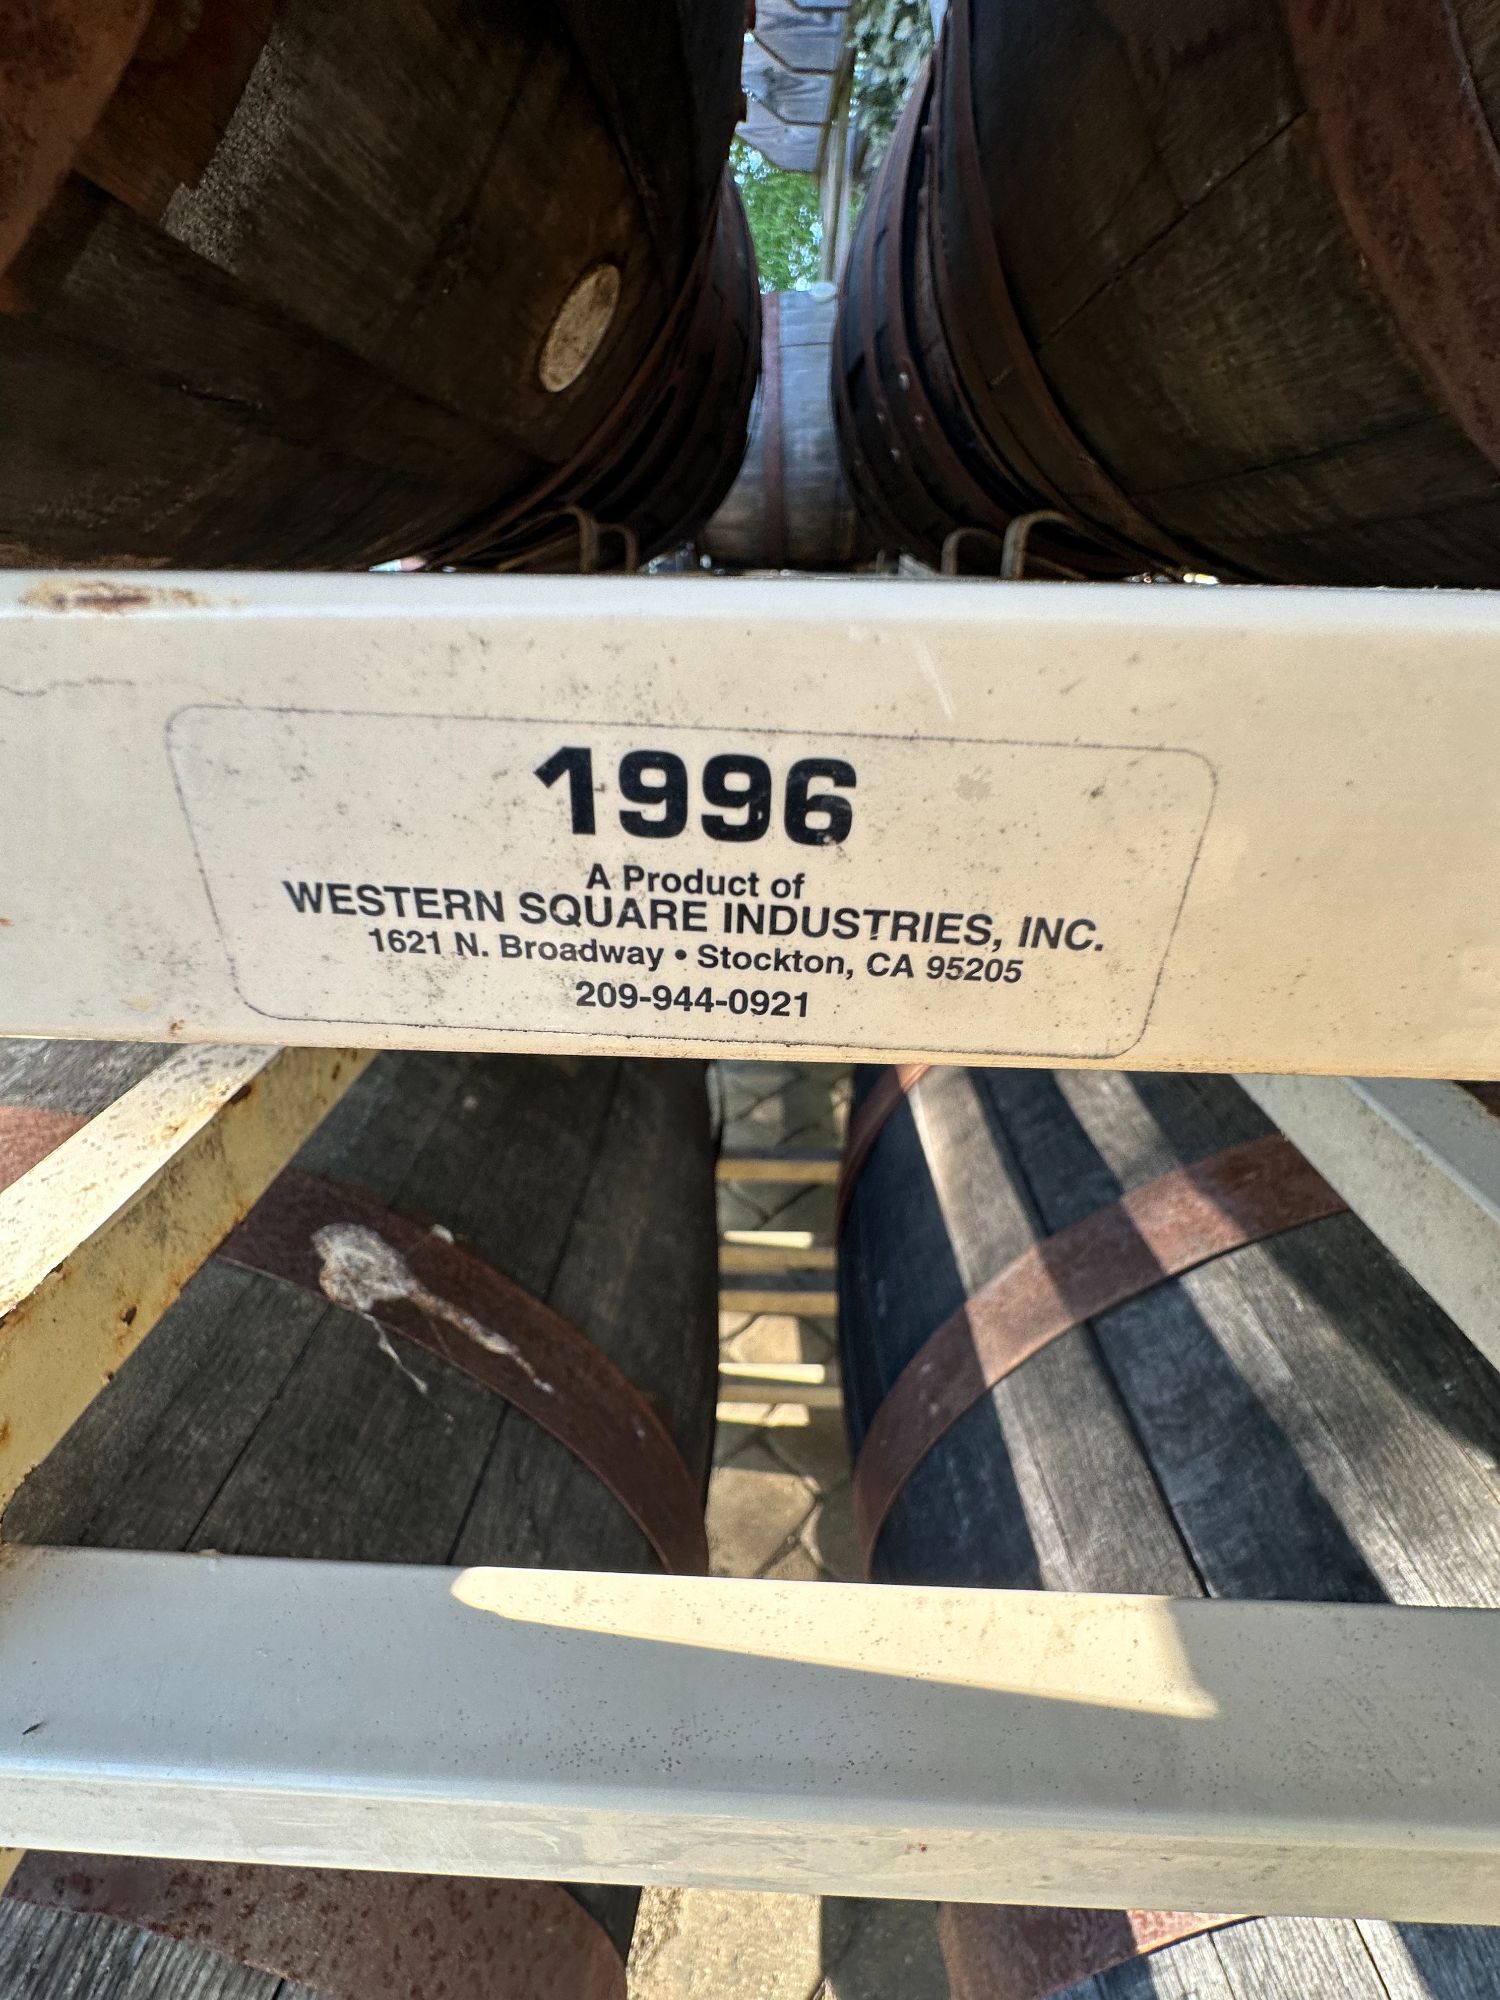 1996
A Product of
WESTERN SQUARE INDUSTRIES, INC.
1621 N. Broadway • Stockton, CA 95205
209-944-0921